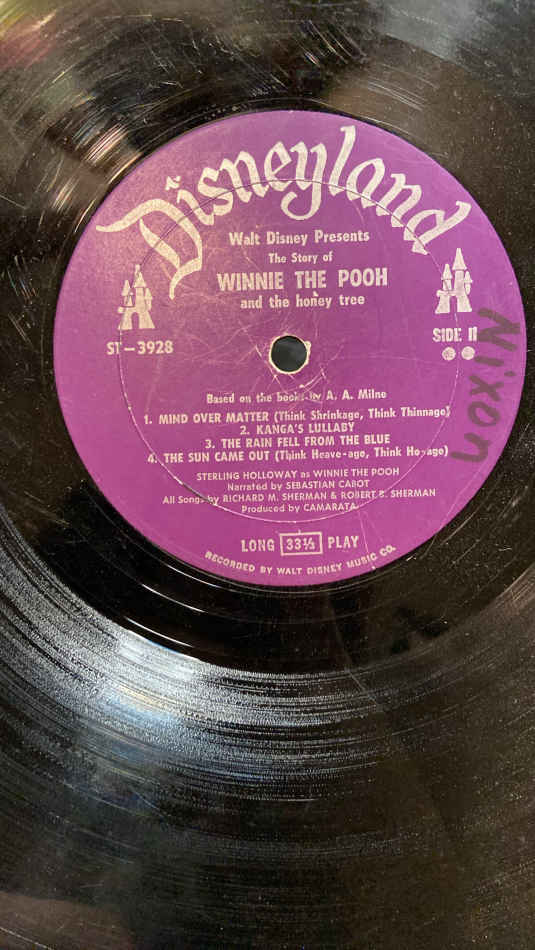 Disneyland
Walt Disney Presents
The Story of
WINNIE THE POOH
and the honey tree
ST-3928
SIDE II
Nixon
Based on the books by A. A. Milne
1. MIND OVER MATTER (Think Shrinkage, Think Thinnage)
2. KANGA'S LULLABY
3. THE RAIN FELL FROM THE BLUE
4. THE SUN CAME OUT (Think Heave-age, Think Ho-age)
STERLING HOLLOWAY as WINNIE THE POOH
Narrated by SEBASTIAN CABOT
All Songs by RICHARD M. SHERMAN & ROBERT B. SHERMAN
Produced by CAMARATA
LONG 33⅓ PLAY
RECORDED BY WALT DISNEY MUSIC CO.